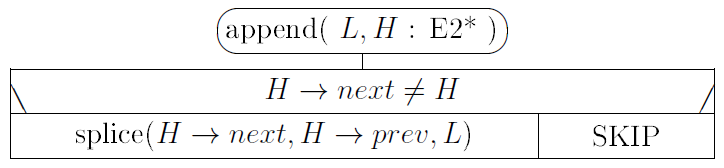 append( L, H : E2* )
H → next ≠ H
splice(H → next, H → prev, L) SKIP